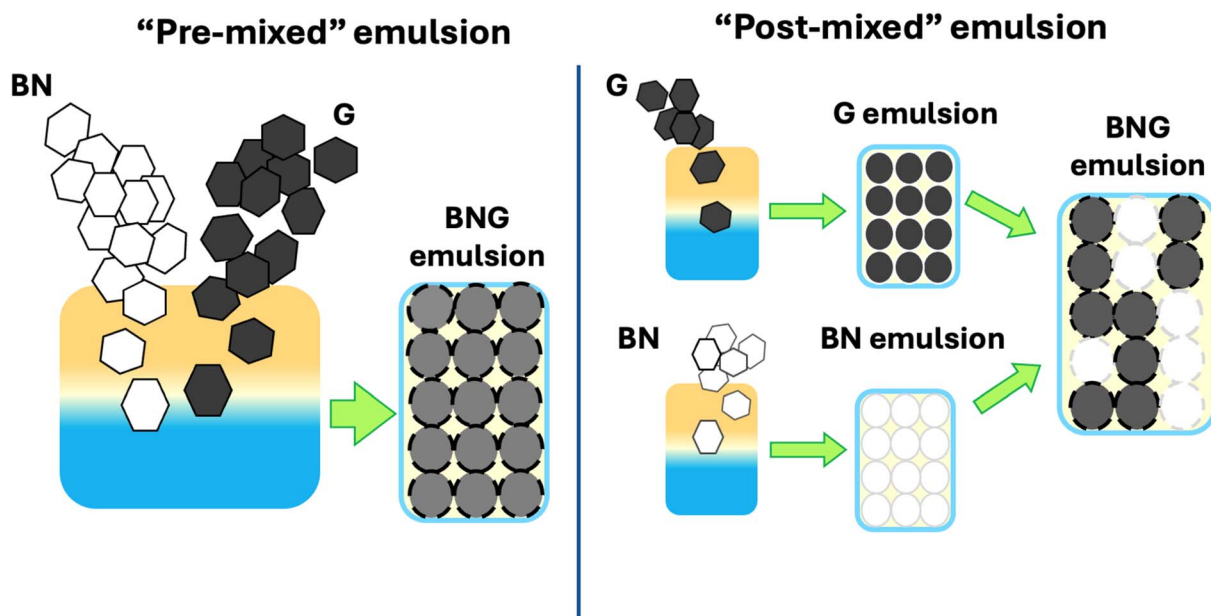 “Pre-mixed” emulsion
BN
G
BNG
emulsion
“Post-mixed” emulsion
G
G emulsion
BN
BN emulsion
BNG
emulsion